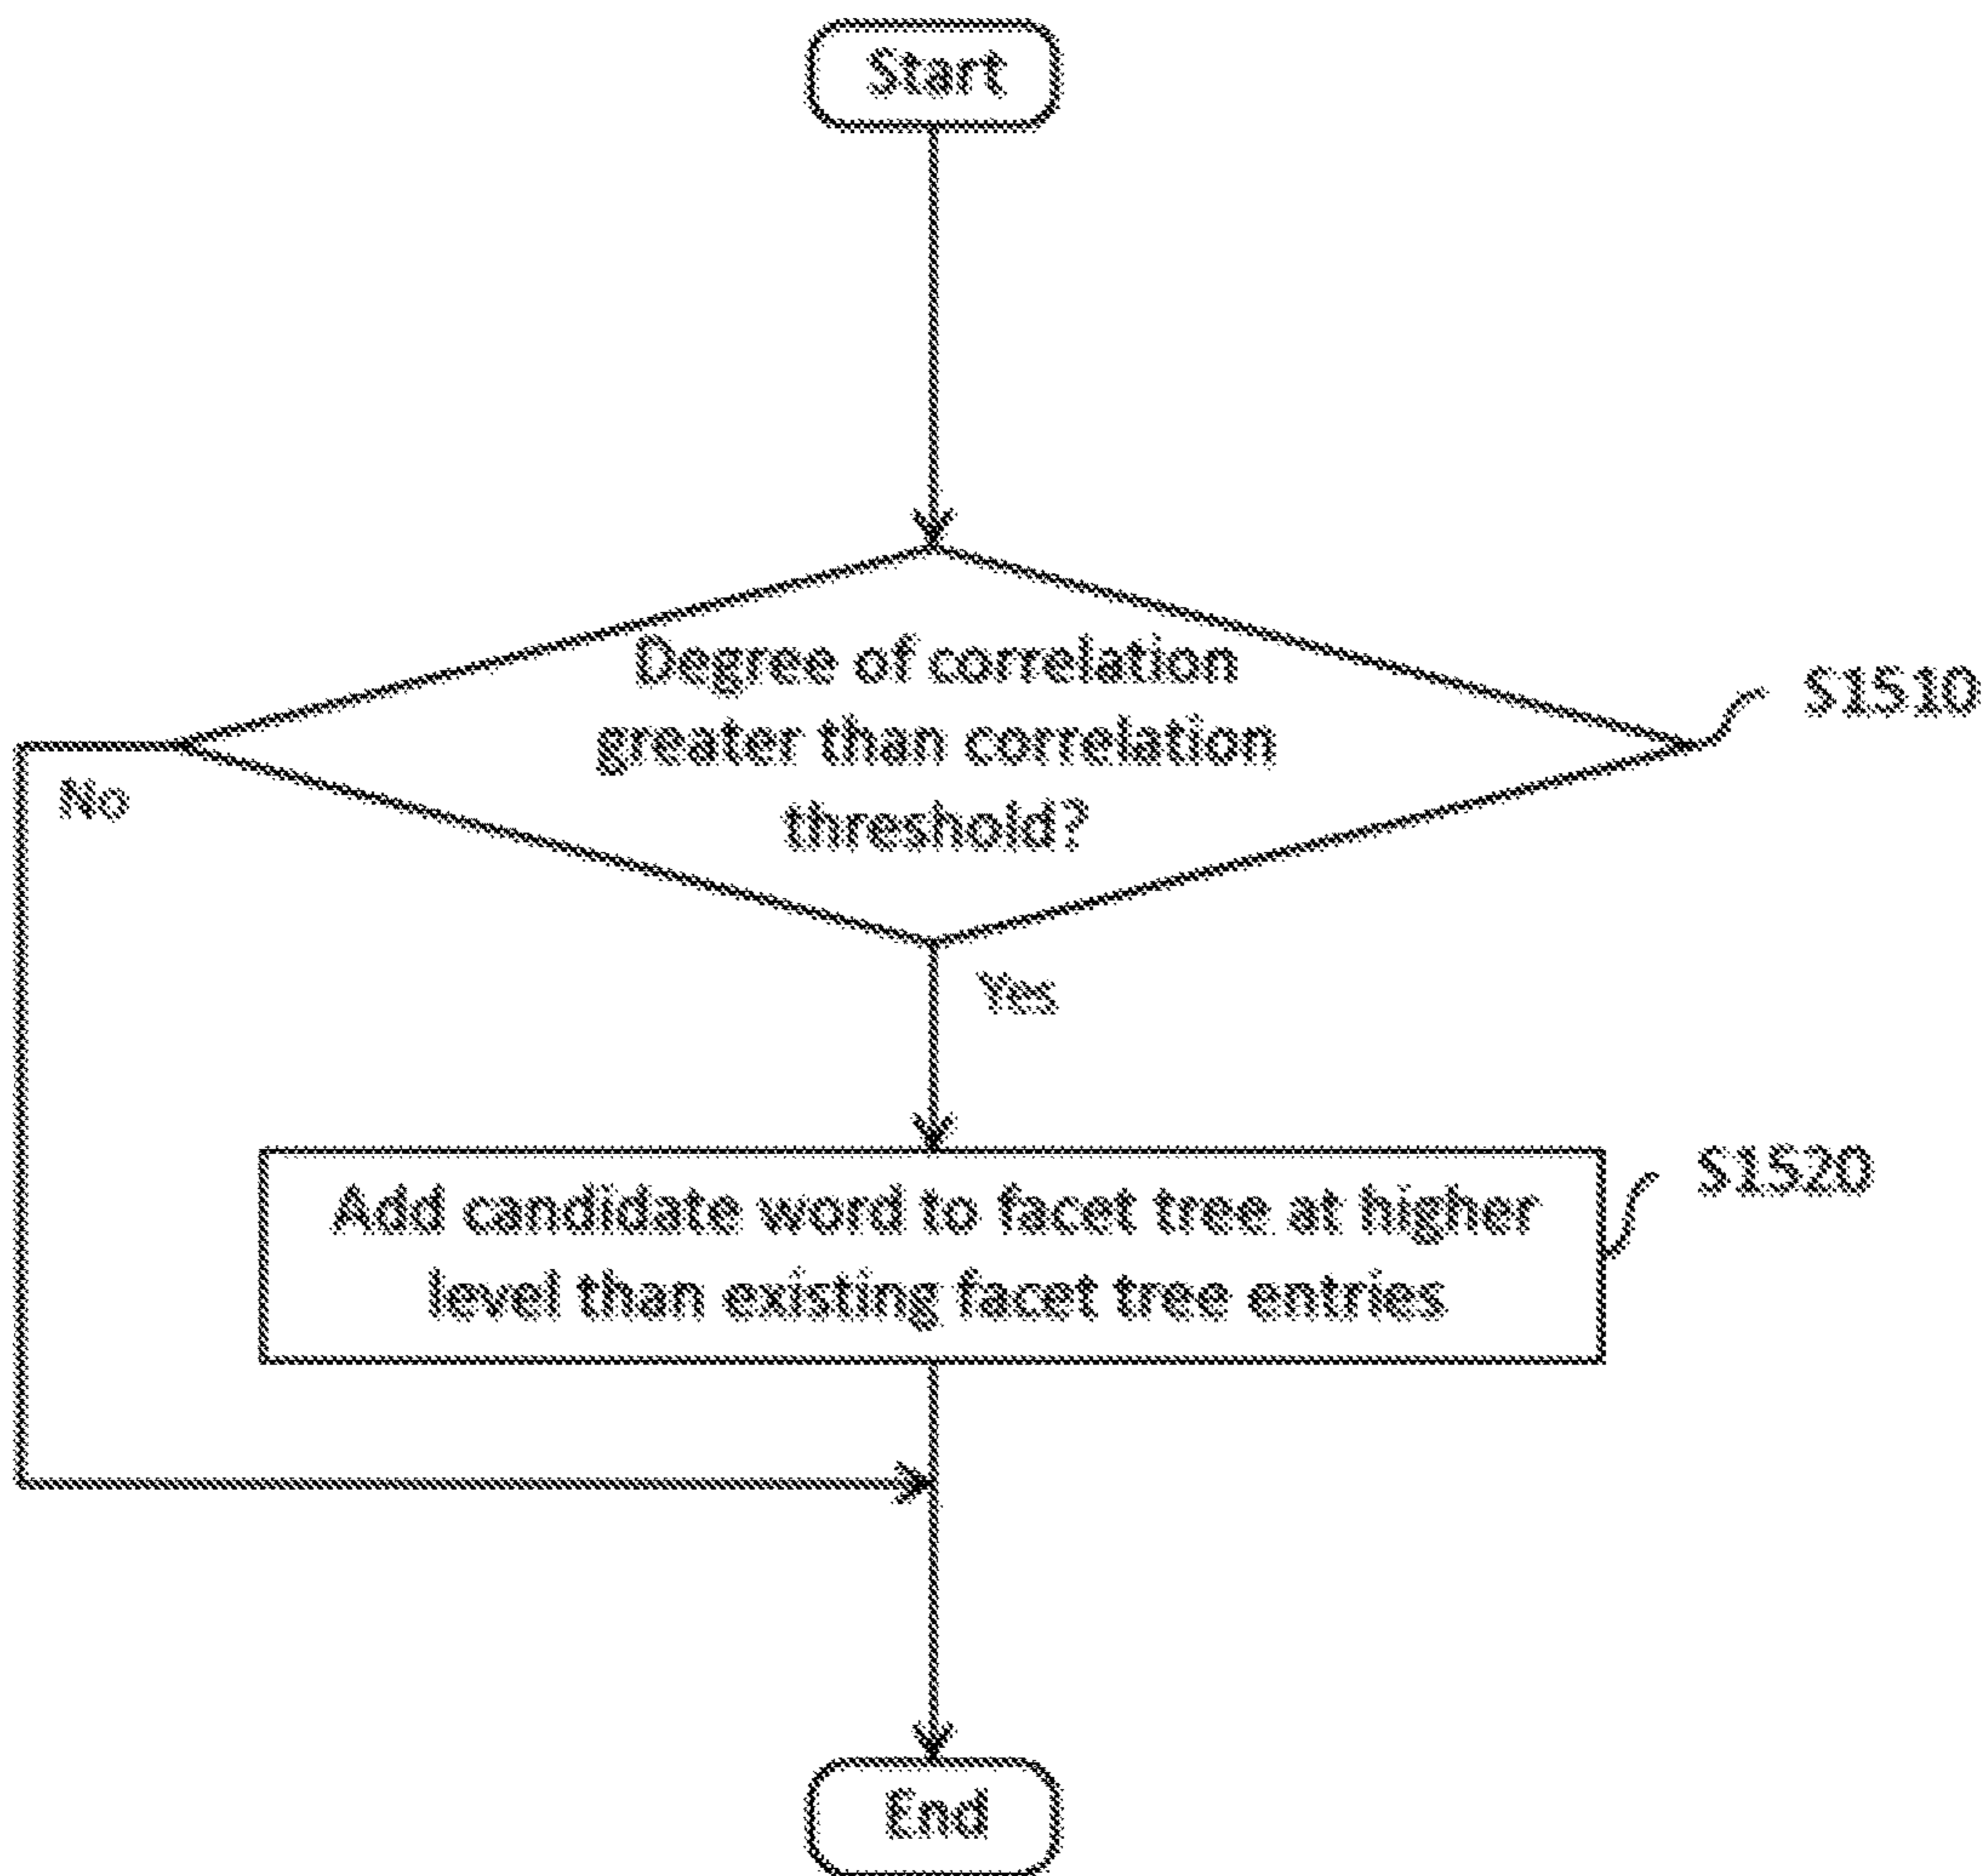 Start
Degree of correlation
greater than correlation
threshold?
S1510
No
Yes
Add candidate word to facet tree at higher
level than existing facet tree entries
S1520
End